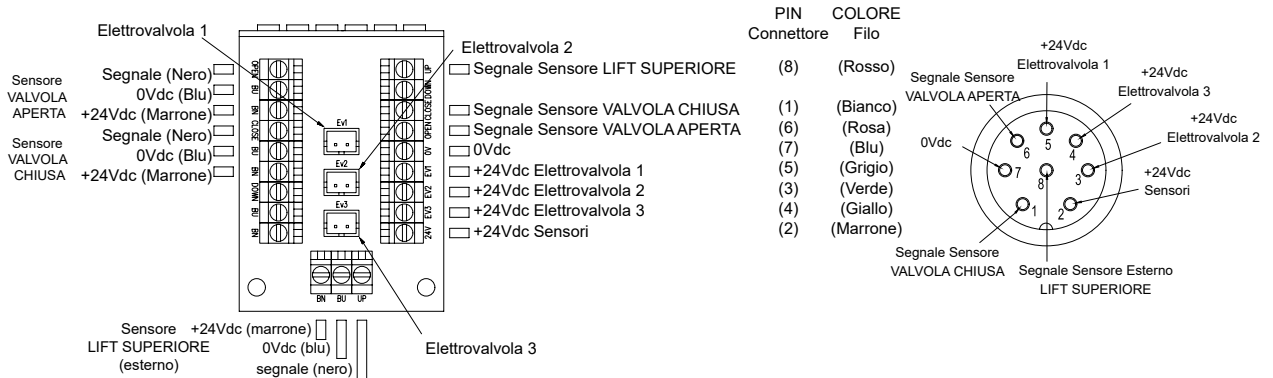 Elettrovalvola 1
Elettrovalvola 2
Sensore
VALVOLA
APERTA
Segnale (Nero)
0Vdc (Blu)
+24Vdc (Marrone)
Sensore
VALVOLA
CHIUSA
Segnale (Nero)
0Vdc (Blu)
+24Vdc (Marrone)
OPEN
BU
BN
CLOSE
BU
BN
DOWN
BU
BN
Ev1
Ev2
Ev3
UP
DOWN
CLOSE
OPEN
0V
EV1
EV2
EV3
24V
BN BU UP
Sensore
LIFT SUPERIORE
(esterno)
+24Vdc (marrone)
0Vdc (blu)
segnale (nero)
Elettrovalvola 3
PIN COLORE
Connettore Filo
Segnale Sensore LIFT SUPERIORE (8) (Rosso)
Segnale Sensore VALVOLA CHIUSA (1) (Bianco)
Segnale Sensore VALVOLA APERTA (6) (Rosa)
0Vdc (7) (Blu)
+24Vdc Elettrovalvola 1 (5) (Grigio)
+24Vdc Elettrovalvola 2 (3) (Verde)
+24Vdc Elettrovalvola 3 (4) (Giallo)
+24Vdc Sensori (2) (Marrone)
+24Vdc
Elettrovalvola 1
Segnale Sensore
VALVOLA APERTA
+24Vdc
Elettrovalvola 3
+24Vdc
Elettrovalvola 2
0Vdc
+24Vdc
Sensori
6
5
4
7
8
3
1
2
Segnale Sensore
VALVOLA CHIUSA
Segnale Sensore Esterno
LIFT SUPERIORE